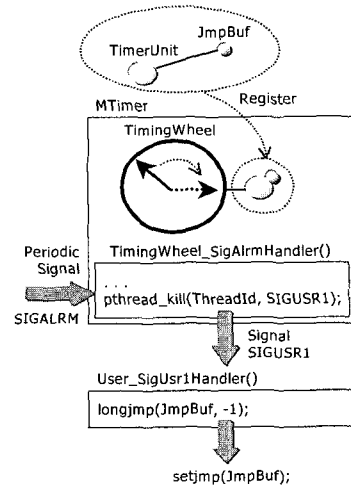 JmpBuf
TimerUnit
Register
MTimer
TimingWheel
TimingWheel_SigAlrmHandler()
Periodic
Signal
SIGALRM
. . .
pthread_kill(ThreadId, SIGUSR1);
Signal
SIGUSR1
User_SigUsr1Handler()
longjmp(JmpBuf, -1);
setjmp(JmpBuf);